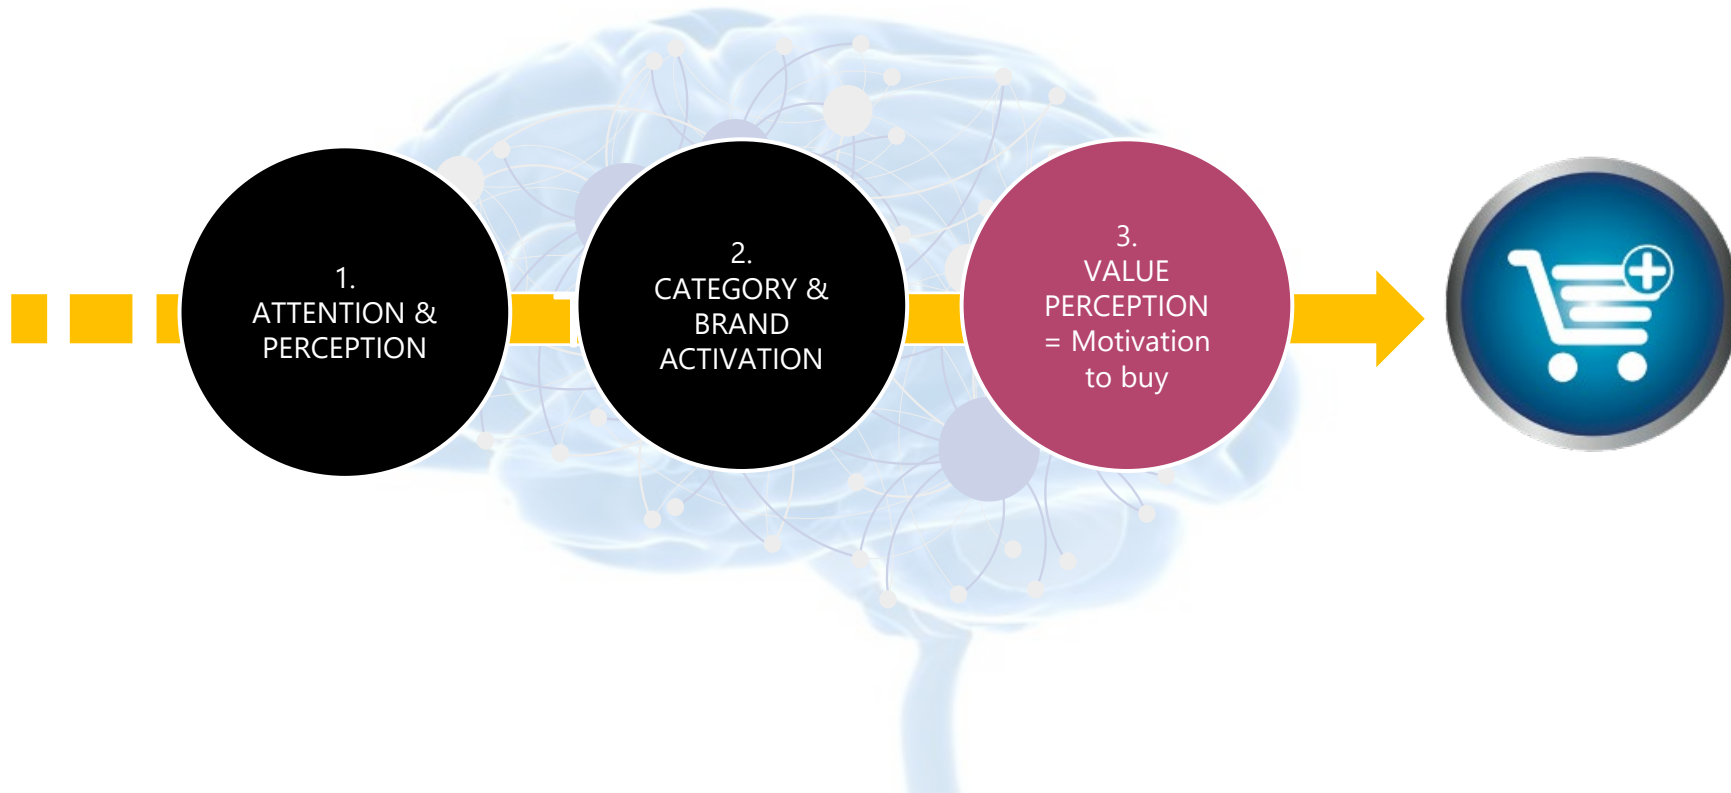 1.
ATTENTION &
PERCEPTION
2.
CATEGORY &
BRAND
ACTIVATION
3.
VALUE
PERCEPTION
= Motivation
to buy